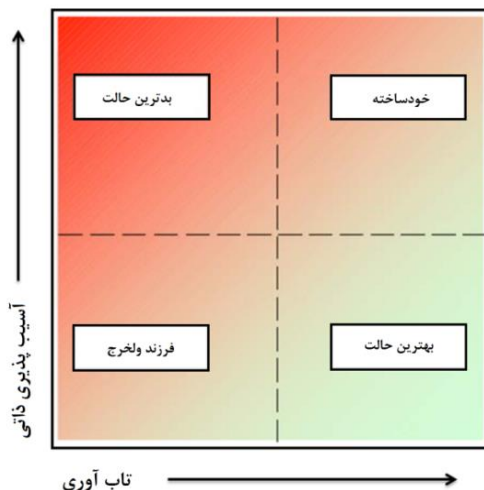 خودساخته
بدترین حالت
بهترین حالت
فرزند ولخرج
آسیب پذیری ذاتی
تاب آوری